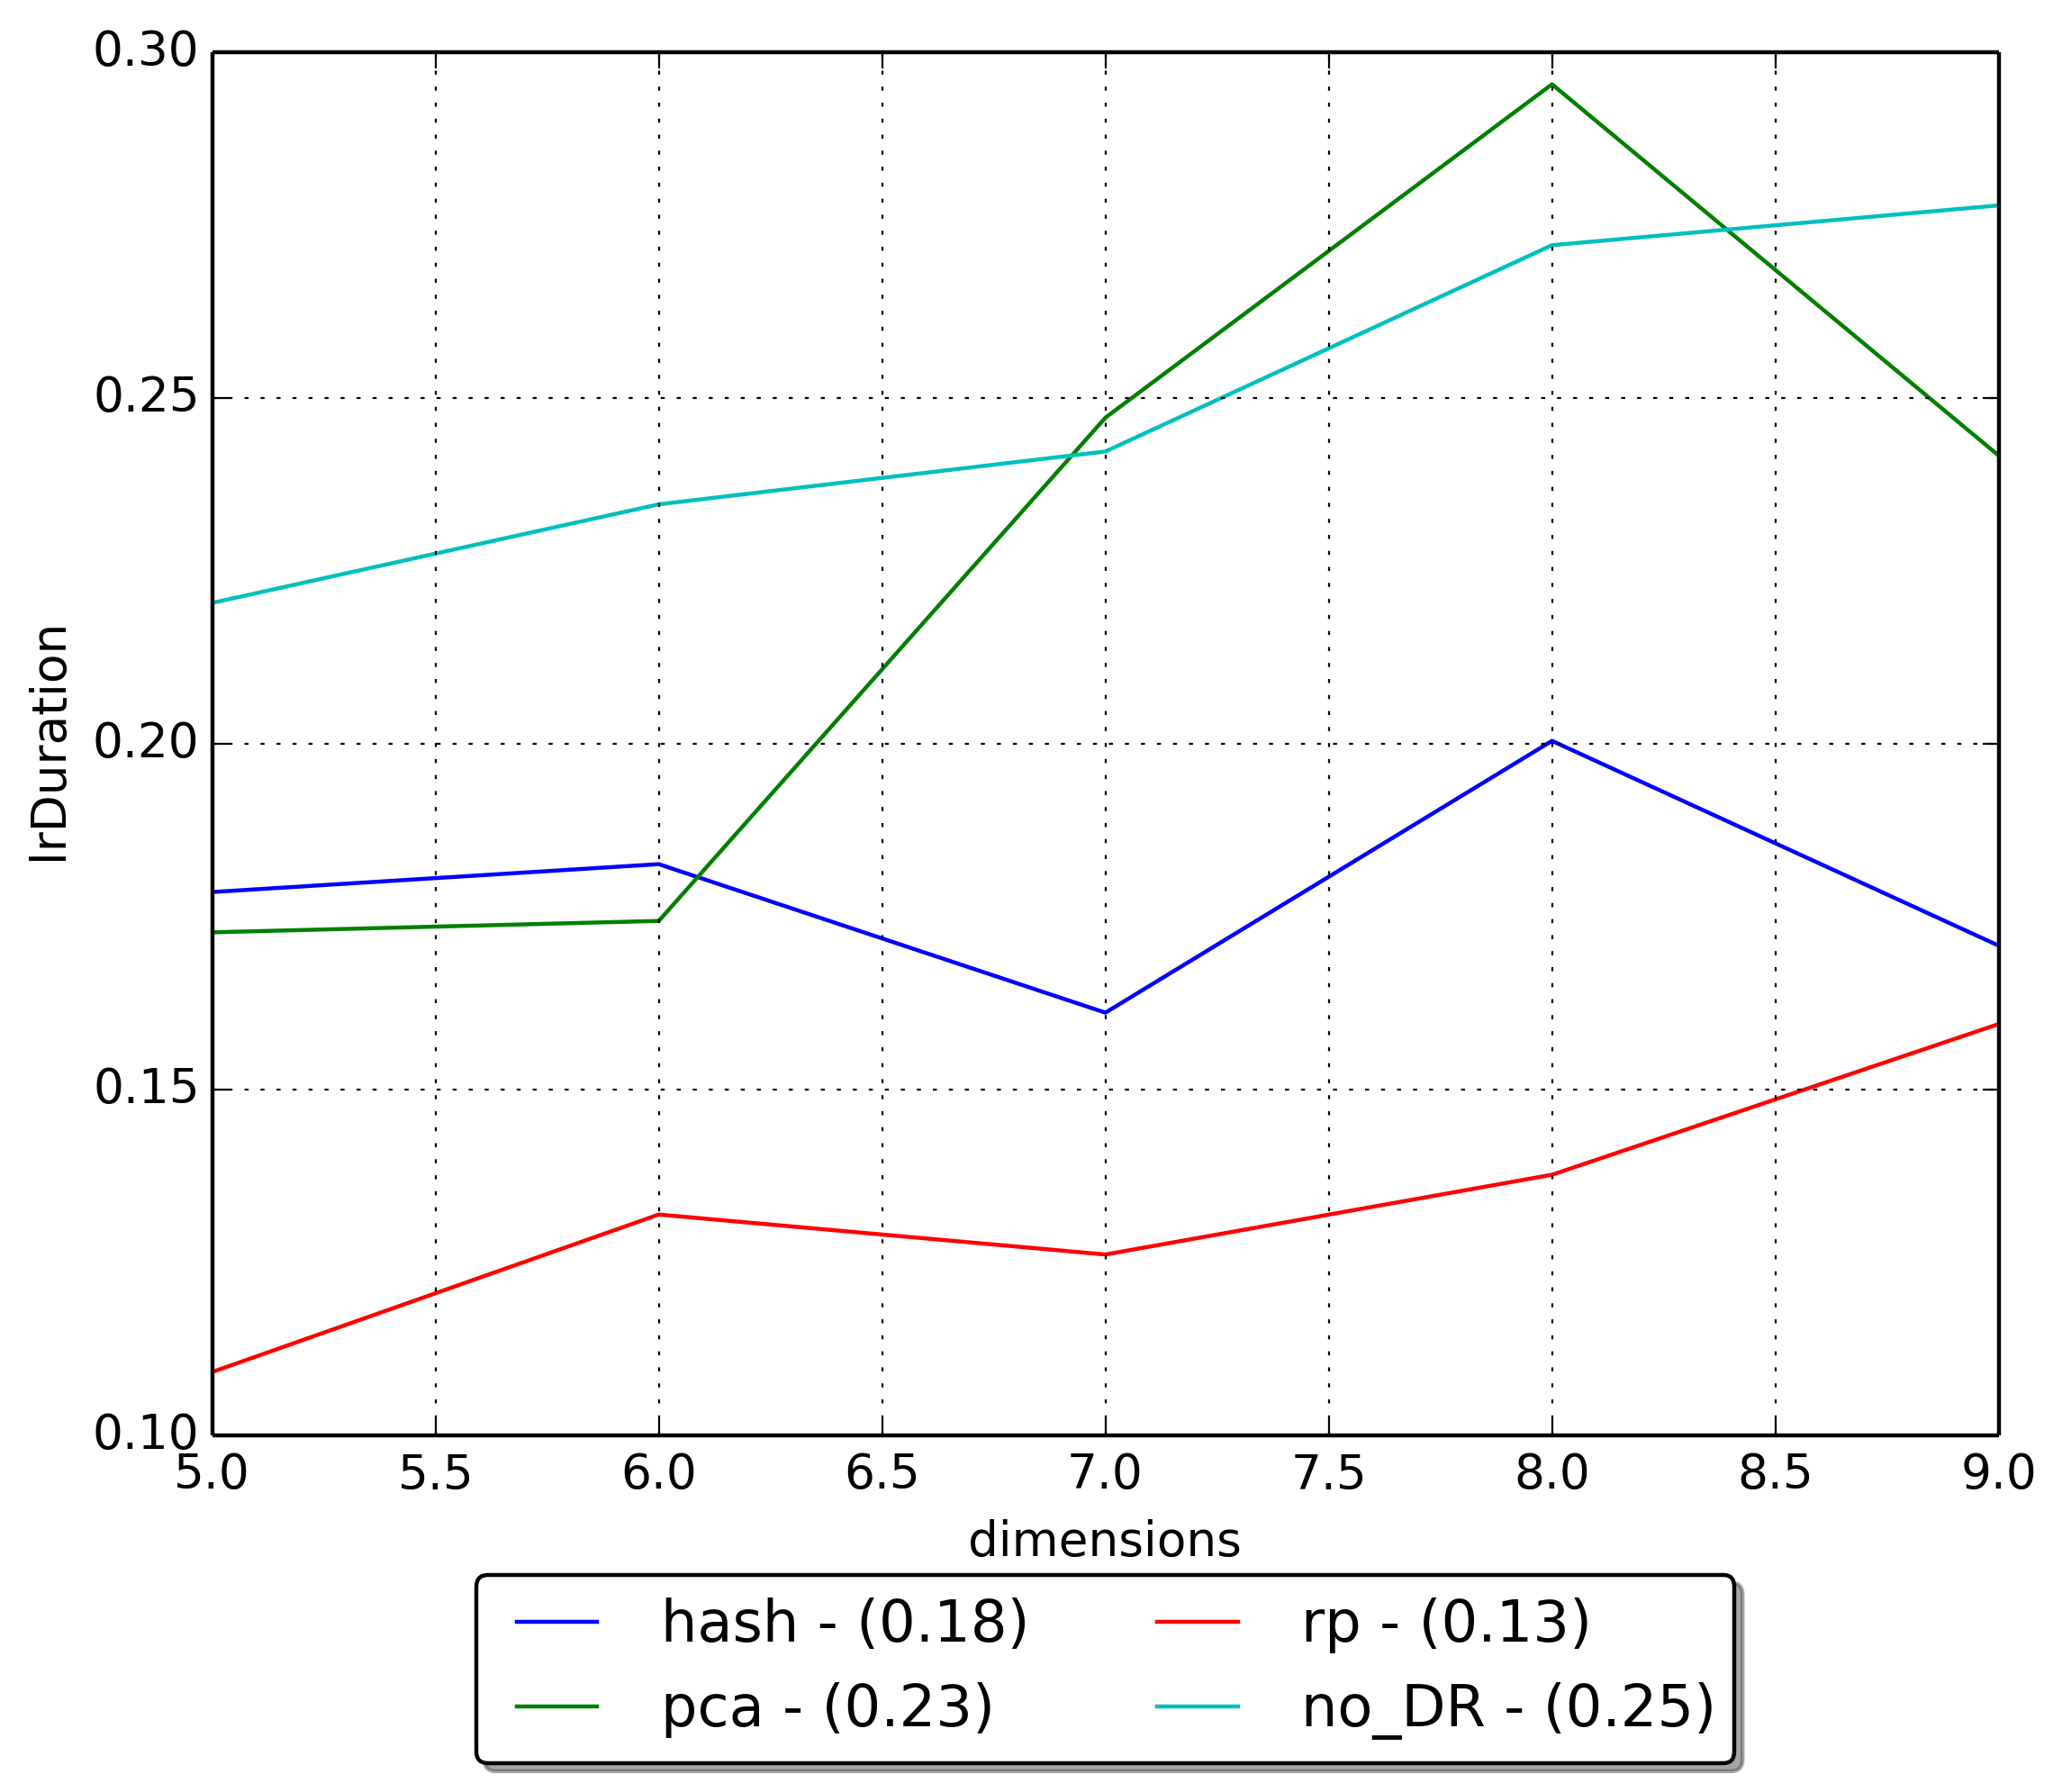 0.30
0.25
0.20
0.15
0.10
lrDuration
5.0 5.5 6.0 6.5 7.0 7.5 8.0 8.5 9.0
dimensions
hash - (0.18) rp - (0.13)
pca - (0.23) no_DR - (0.25)